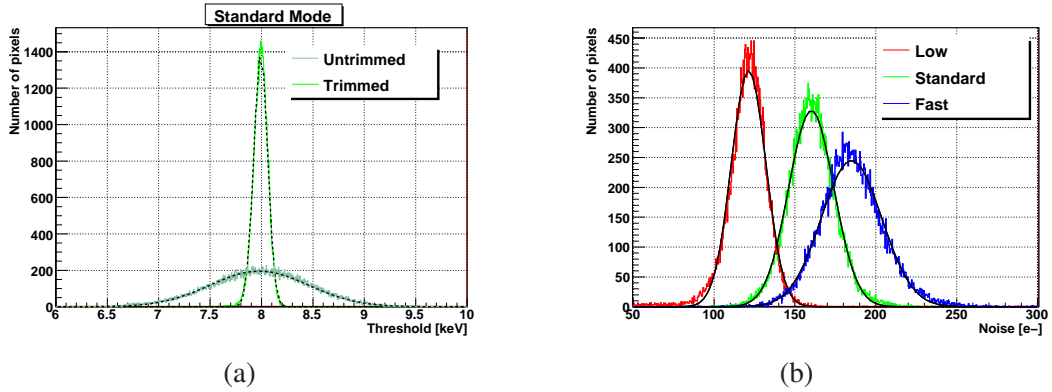 Standard Mode
Number of pixels
1400
1200
1000
800
600
400
200
0
Untrimmed
Trimmed
6 6.5 7 7.5 8 8.5 9 9.5 10
Threshold [keV]
(a)
Number of pixels
450
400
350
300
250
200
150
100
50
0
Low
Standard
Fast
50 100 150 200 250 300
Noise [e–]
(b)